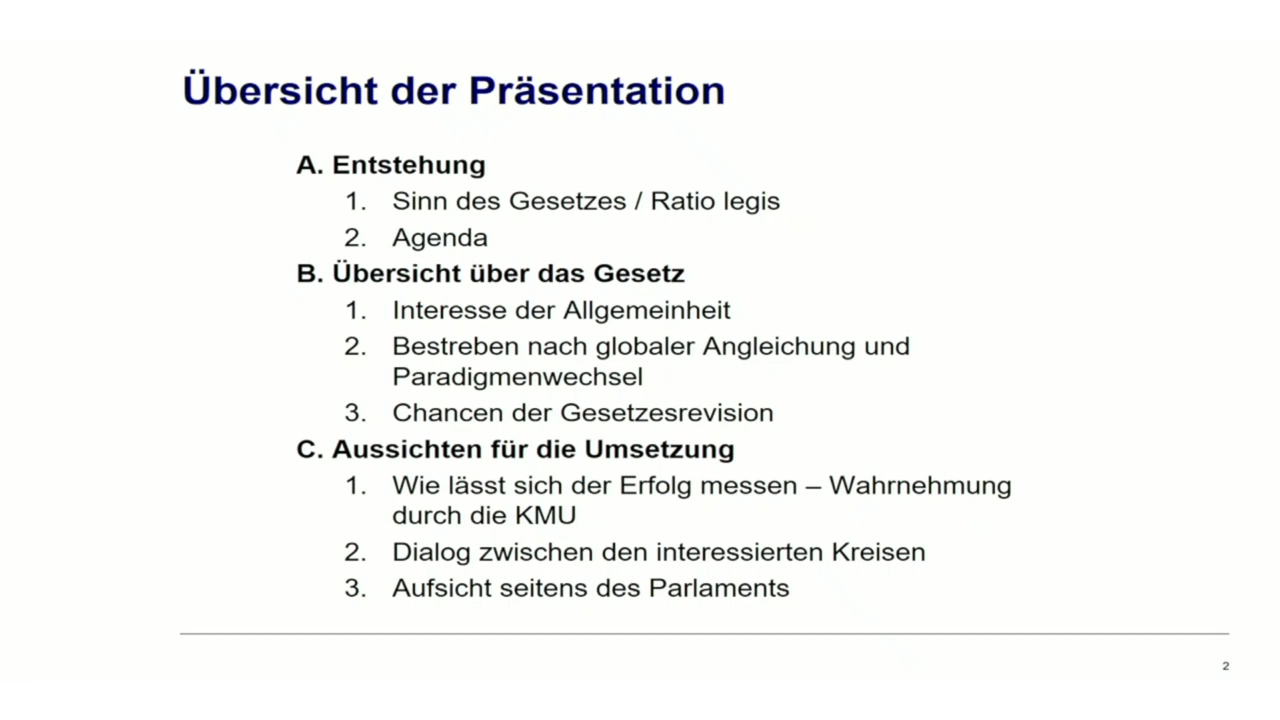 Übersicht der Präsentation
A. Entstehung
1. Sinn des Gesetzes / Ratio legis
2. Agenda
B. Übersicht über das Gesetz
1. Interesse der Allgemeinheit
2. Bestreben nach globaler Angleichung und
Paradigmenwechsel
3. Chancen der Gesetzesrevision
C. Aussichten für die Umsetzung
1. Wie lässt sich der Erfolg messen – Wahrnehmung
durch die KMU
2. Dialog zwischen den interessierten Kreisen
3. Aufsicht seitens des Parlaments
2